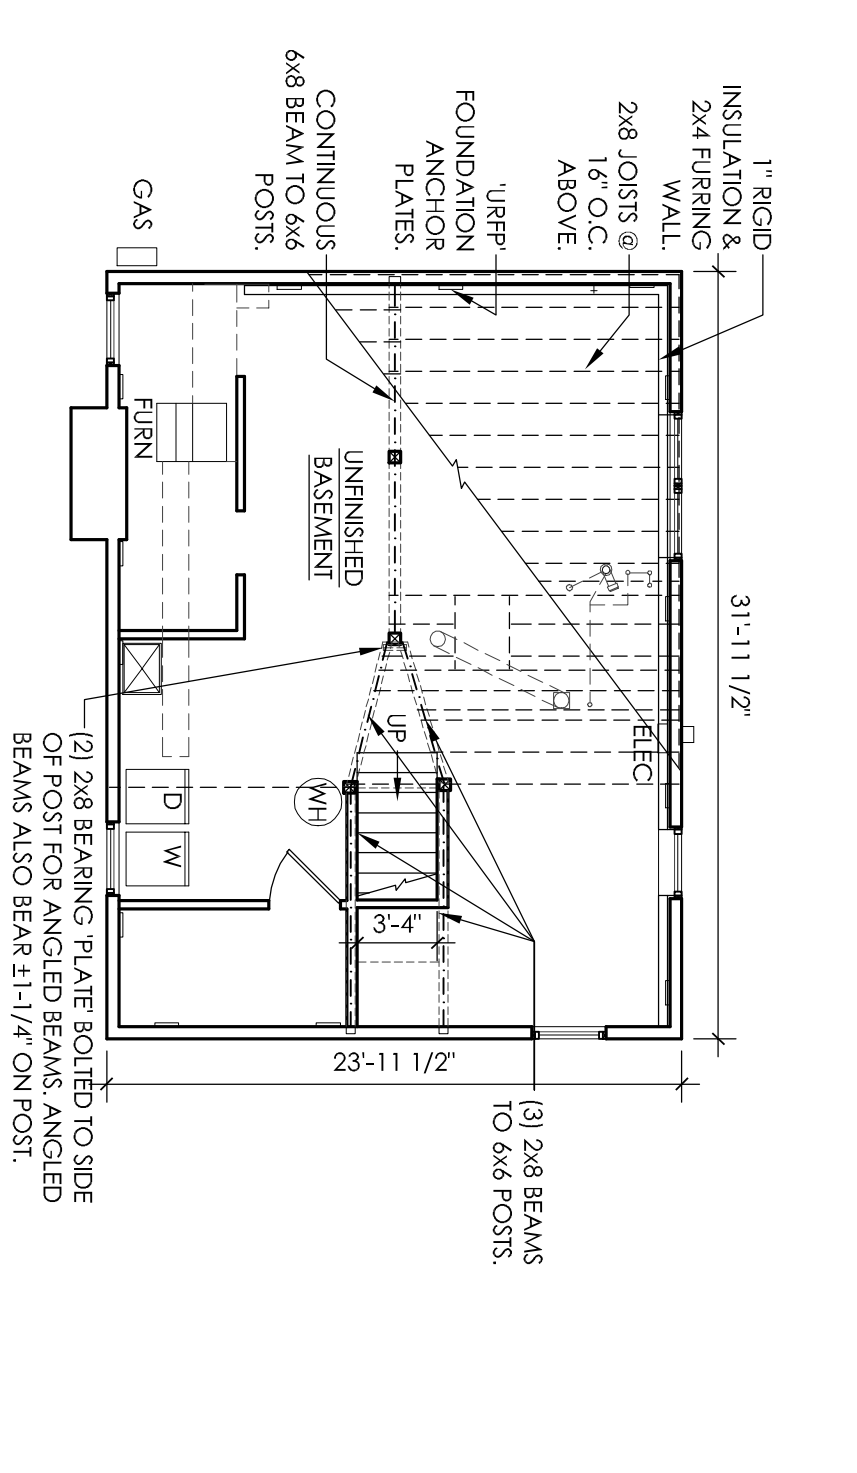 1" RIGID
INSULATION &
2x4 FURRING
WALL.
2x8 JOISTS @
16" O.C.
ABOVE.
'URFP'
FOUNDATION
ANCHOR
PLATES.
CONTINUOUS
6x8 BEAM TO 6x6
POSTS.
GAS
31'-11 1/2"
ELEC
UNFINISHED
BASEMENT
FURN
UP
WH
D
W
3'-4"
23'-11 1/2"
(3) 2x8 BEAMS
TO 6x6 POSTS.
(2) 2x8 BEARING 'PLATE' BOLTED TO SIDE
OF POST FOR ANGLED BEAMS. ANGLED
BEAMS ALSO BEAR ±1-1/4" ON POST.